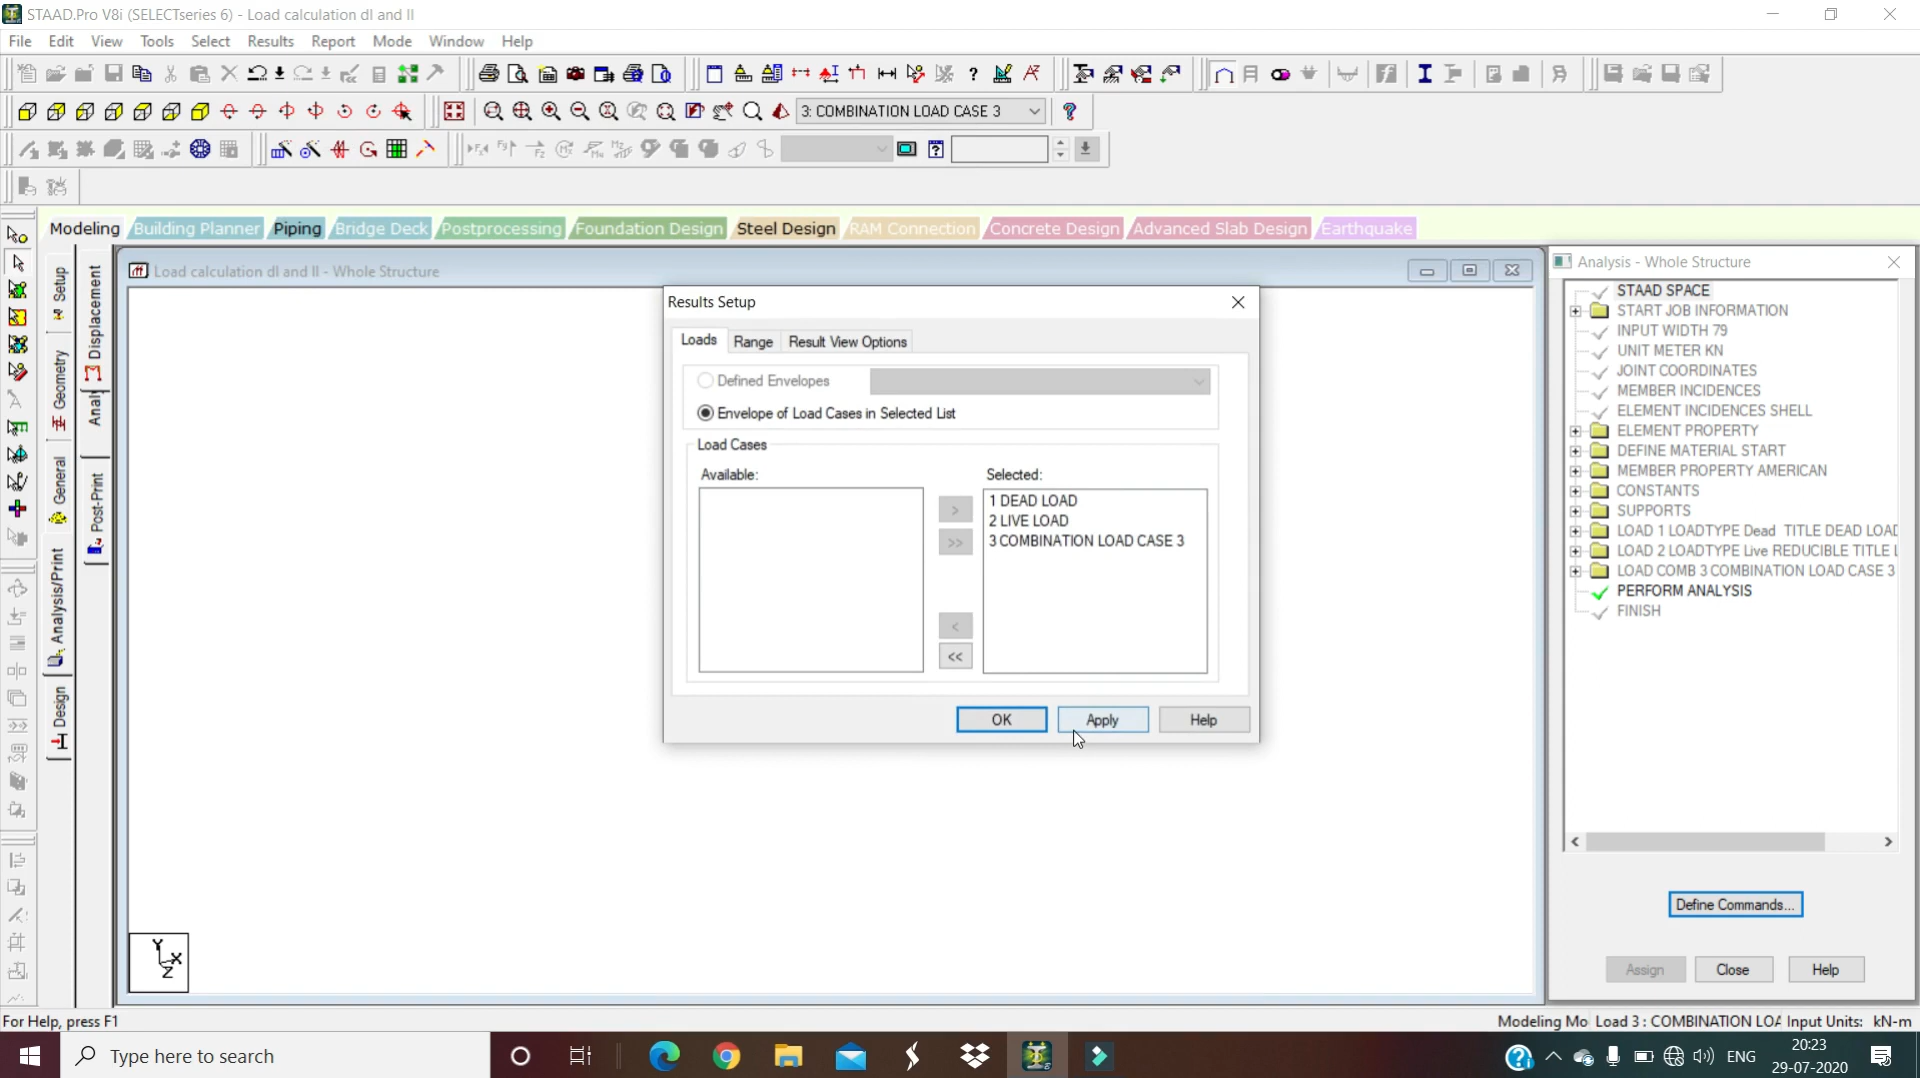 STAAD.Pro V8i (SELECTseries 6) - Load calculation dl and ll
File Edit View Tools Select Results Report Mode Window Help
3: COMBINATION LOAD CASE 3
Modeling Building Planner Piping Bridge Deck Postprocessing Foundation Design Steel Design RAM Connection Concrete Design Advanced Slab Design Earthquake
Setup
Geometry
General
Analysis/Print
Design
Displacement
Anal
Post-Print
Load calculation dl and ll - Whole Structure
Results Setup
Loads Range Result View Options
Defined Envelopes
Envelope of Load Cases in Selected List
Load Cases
Available: Selected:
1 DEAD LOAD
2 LIVE LOAD
3 COMBINATION LOAD CASE 3
>
>>
<
<<
OK Apply Help
Analysis - Whole Structure
STAAD SPACE
START JOB INFORMATION
INPUT WIDTH 79
UNIT METER KN
JOINT COORDINATES
MEMBER INCIDENCES
ELEMENT INCIDENCES SHELL
ELEMENT PROPERTY
DEFINE MATERIAL START
MEMBER PROPERTY AMERICAN
CONSTANTS
SUPPORTS
LOAD 1 LOADTYPE Dead TITLE DEAD LOAD
LOAD 2 LOADTYPE Live REDUCIBLE TITLE L
LOAD COMB 3 COMBINATION LOAD CASE 3
PERFORM ANALYSIS
FINISH
Define Commands...
Assign Close Help
Y
X
Z
For Help, press F1
Modeling Mo Load 3 : COMBINATION LOA Input Units: kN-m
Type here to search
ENG
20:23
29-07-2020